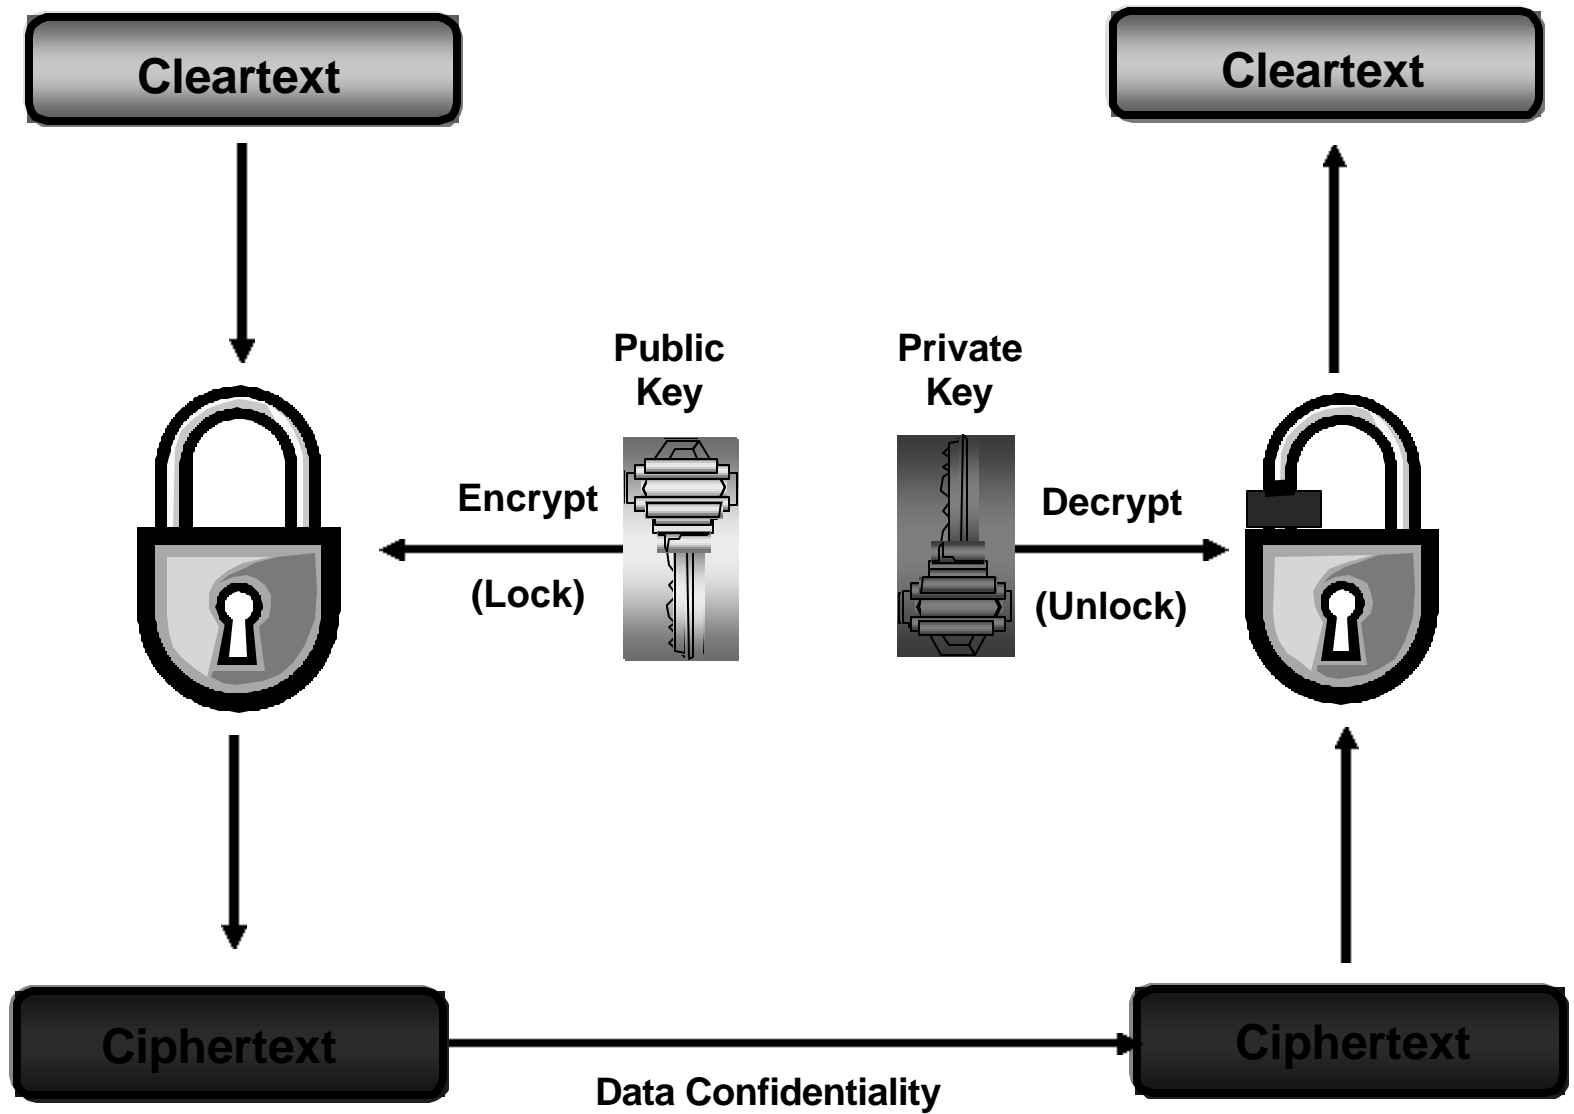 Cleartext
Cleartext
Public
Key
Private
Key
Encrypt
(Lock)
Decrypt
(Unlock)
Ciphertext
Ciphertext
Data Confidentiality